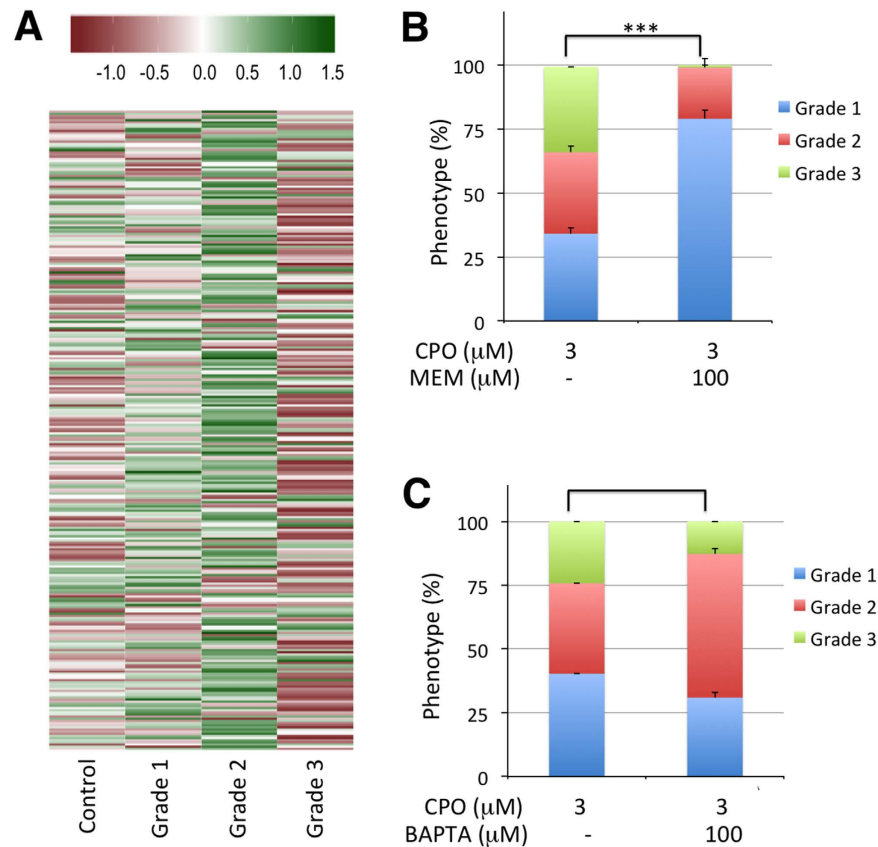 A
-1.0 -0.5 0.0 0.5 1.0 1.5
Control
Grade 1
Grade 2
Grade 3
B
***
Phenotype (%)
100
75
50
25
0
Grade 1
Grade 2
Grade 3
CPO (μM) 3 3
MEM (μM) - 100
C
Phenotype (%)
100
75
50
25
0
Grade 1
Grade 2
Grade 3
CPO (μM) 3 3
BAPTA (μM) - 100